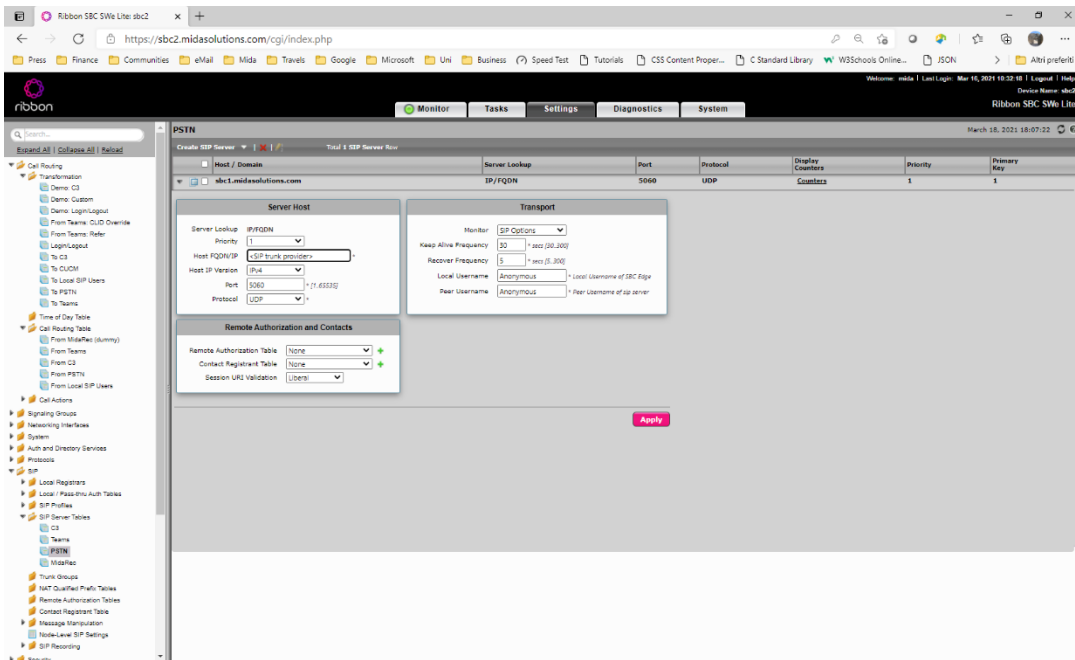 Ribbon SBC SWe Lite: sbc2
https://sbc2.midasolutions.com/cgi/index.php
Press Finance Communities eMail Mida Travels Google Microsoft Uni Business Speed Test Tutorials CSS Content Proper... C Standard Library W3Schools Online... JSON Altri preferiti
Welcome: mida | Last Login: Mar 16, 2021 10:32:18 | Logout | Help
Device Name: sbc2
ribbon
Ribbon SBC SWe Lite
Monitor Tasks Settings Diagnostics System
Search...
Expand All | Collapse All | Reload
Call Routing
Transformation
Demo: C3
Demo: Custom
Demo: Login/Logout
From Teams: CLID Override
From Teams: Refer
Login/Logout
To C3
To CUCM
To Local SIP Users
To PSTN
To Teams
Time of Day Table
Call Routing Table
From MidaRec (dummy)
From Teams
From C3
From PSTN
From Local SIP Users
Call Actions
Signaling Groups
Networking Interfaces
System
Auth and Directory Services
Protocols
SIP
Local Registrars
Local / Pass-thru Auth Tables
SIP Profiles
SIP Server Tables
C3
Teams
PSTN
MidaRec
Trunk Groups
NAT Qualified Prefix Tables
Remote Authorization Tables
Contact Registrant Table
Message Manipulation
Node-Level SIP Settings
SIP Recording
Security
PSTN
March 18, 2021 18:07:22
Create SIP Server Total 1 SIP Server Row
Host / Domain Server Lookup Port Protocol Display Counters Priority Primary Key
sbc1.midasolutions.com IP/FQDN 5060 UDP Counters 1 1
Server Host
Server Lookup IP/FQDN
Priority 1
Host FQDN/IP <SIP trunk provider> *
Host IP Version IPv4
Port 5060 * [1..65535]
Protocol UDP *
Transport
Monitor SIP Options
Keep Alive Frequency 30 * secs [30..300]
Recover Frequency 5 * secs [5..300]
Local Username Anonymous * Local Username of SBC Edge
Peer Username Anonymous * Peer Username of sip server
Remote Authorization and Contacts
Remote Authorization Table None
Contact Registrant Table None
Session URI Validation Liberal
Apply